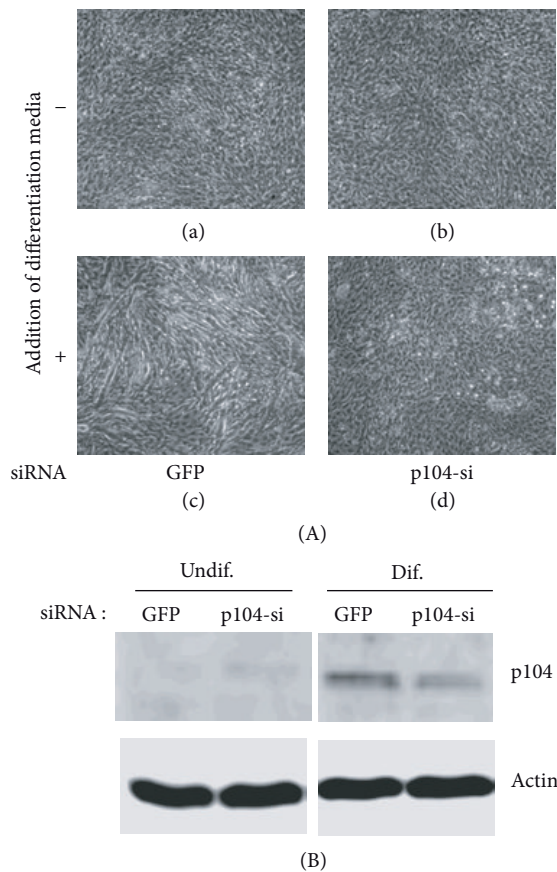 Addition of differentiation media
−
(a) (b)
+
siRNA GFP p104-si
(c) (d)
(A)
Undif. Dif.
siRNA : GFP p104-si GFP p104-si
p104
Actin
(B)